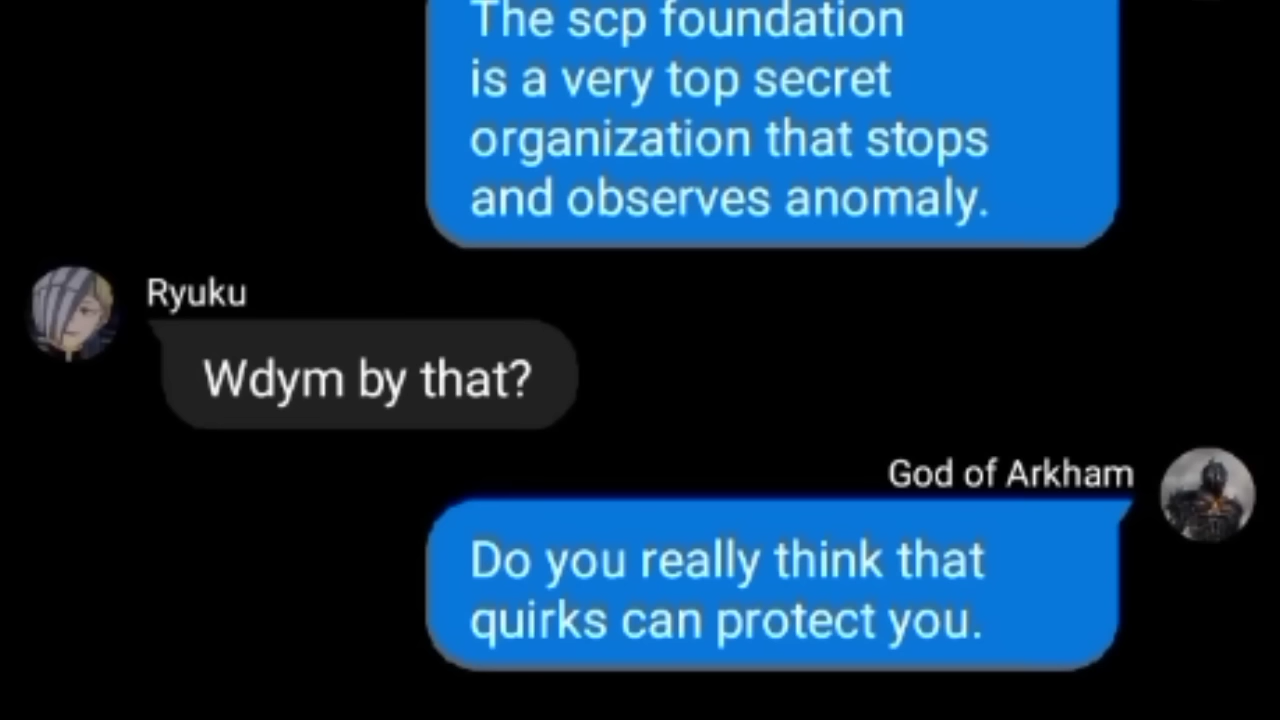 The scp foundation
is a very top secret
organization that stops
and observes anomaly.
Ryuku
Wdym by that?
God of Arkham
Do you really think that
quirks can protect you.